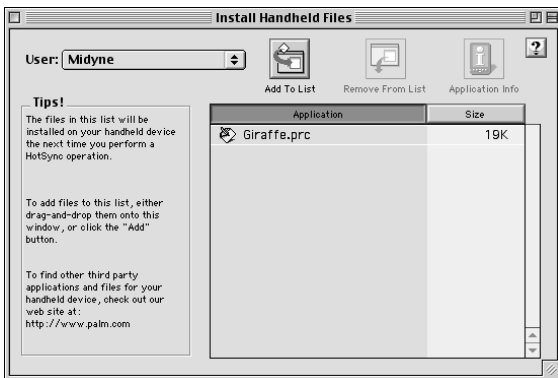 Install Handheld Files
User: Midyne
Add To List
Remove From List
Application Info
?
Tips!
The files in this list will be
installed on your handheld device
the next time you perform a
HotSync operation.
To add files to this list, either
drag-and-drop them onto this
window, or click the "Add"
button.
To find other third party
applications and files for your
handheld device, check out our
web site at:
http://www.palm.com
Application Size
Giraffe.prc 19K